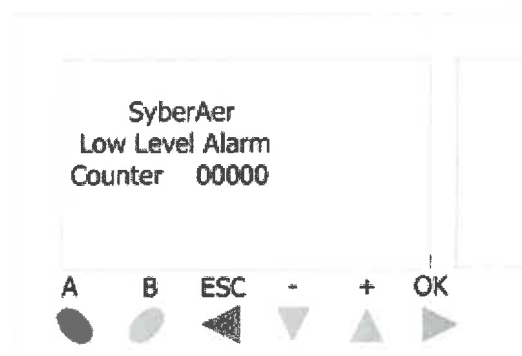 SyberAer
Low Level Alarm
Counter 00000
A B ESC - + OK